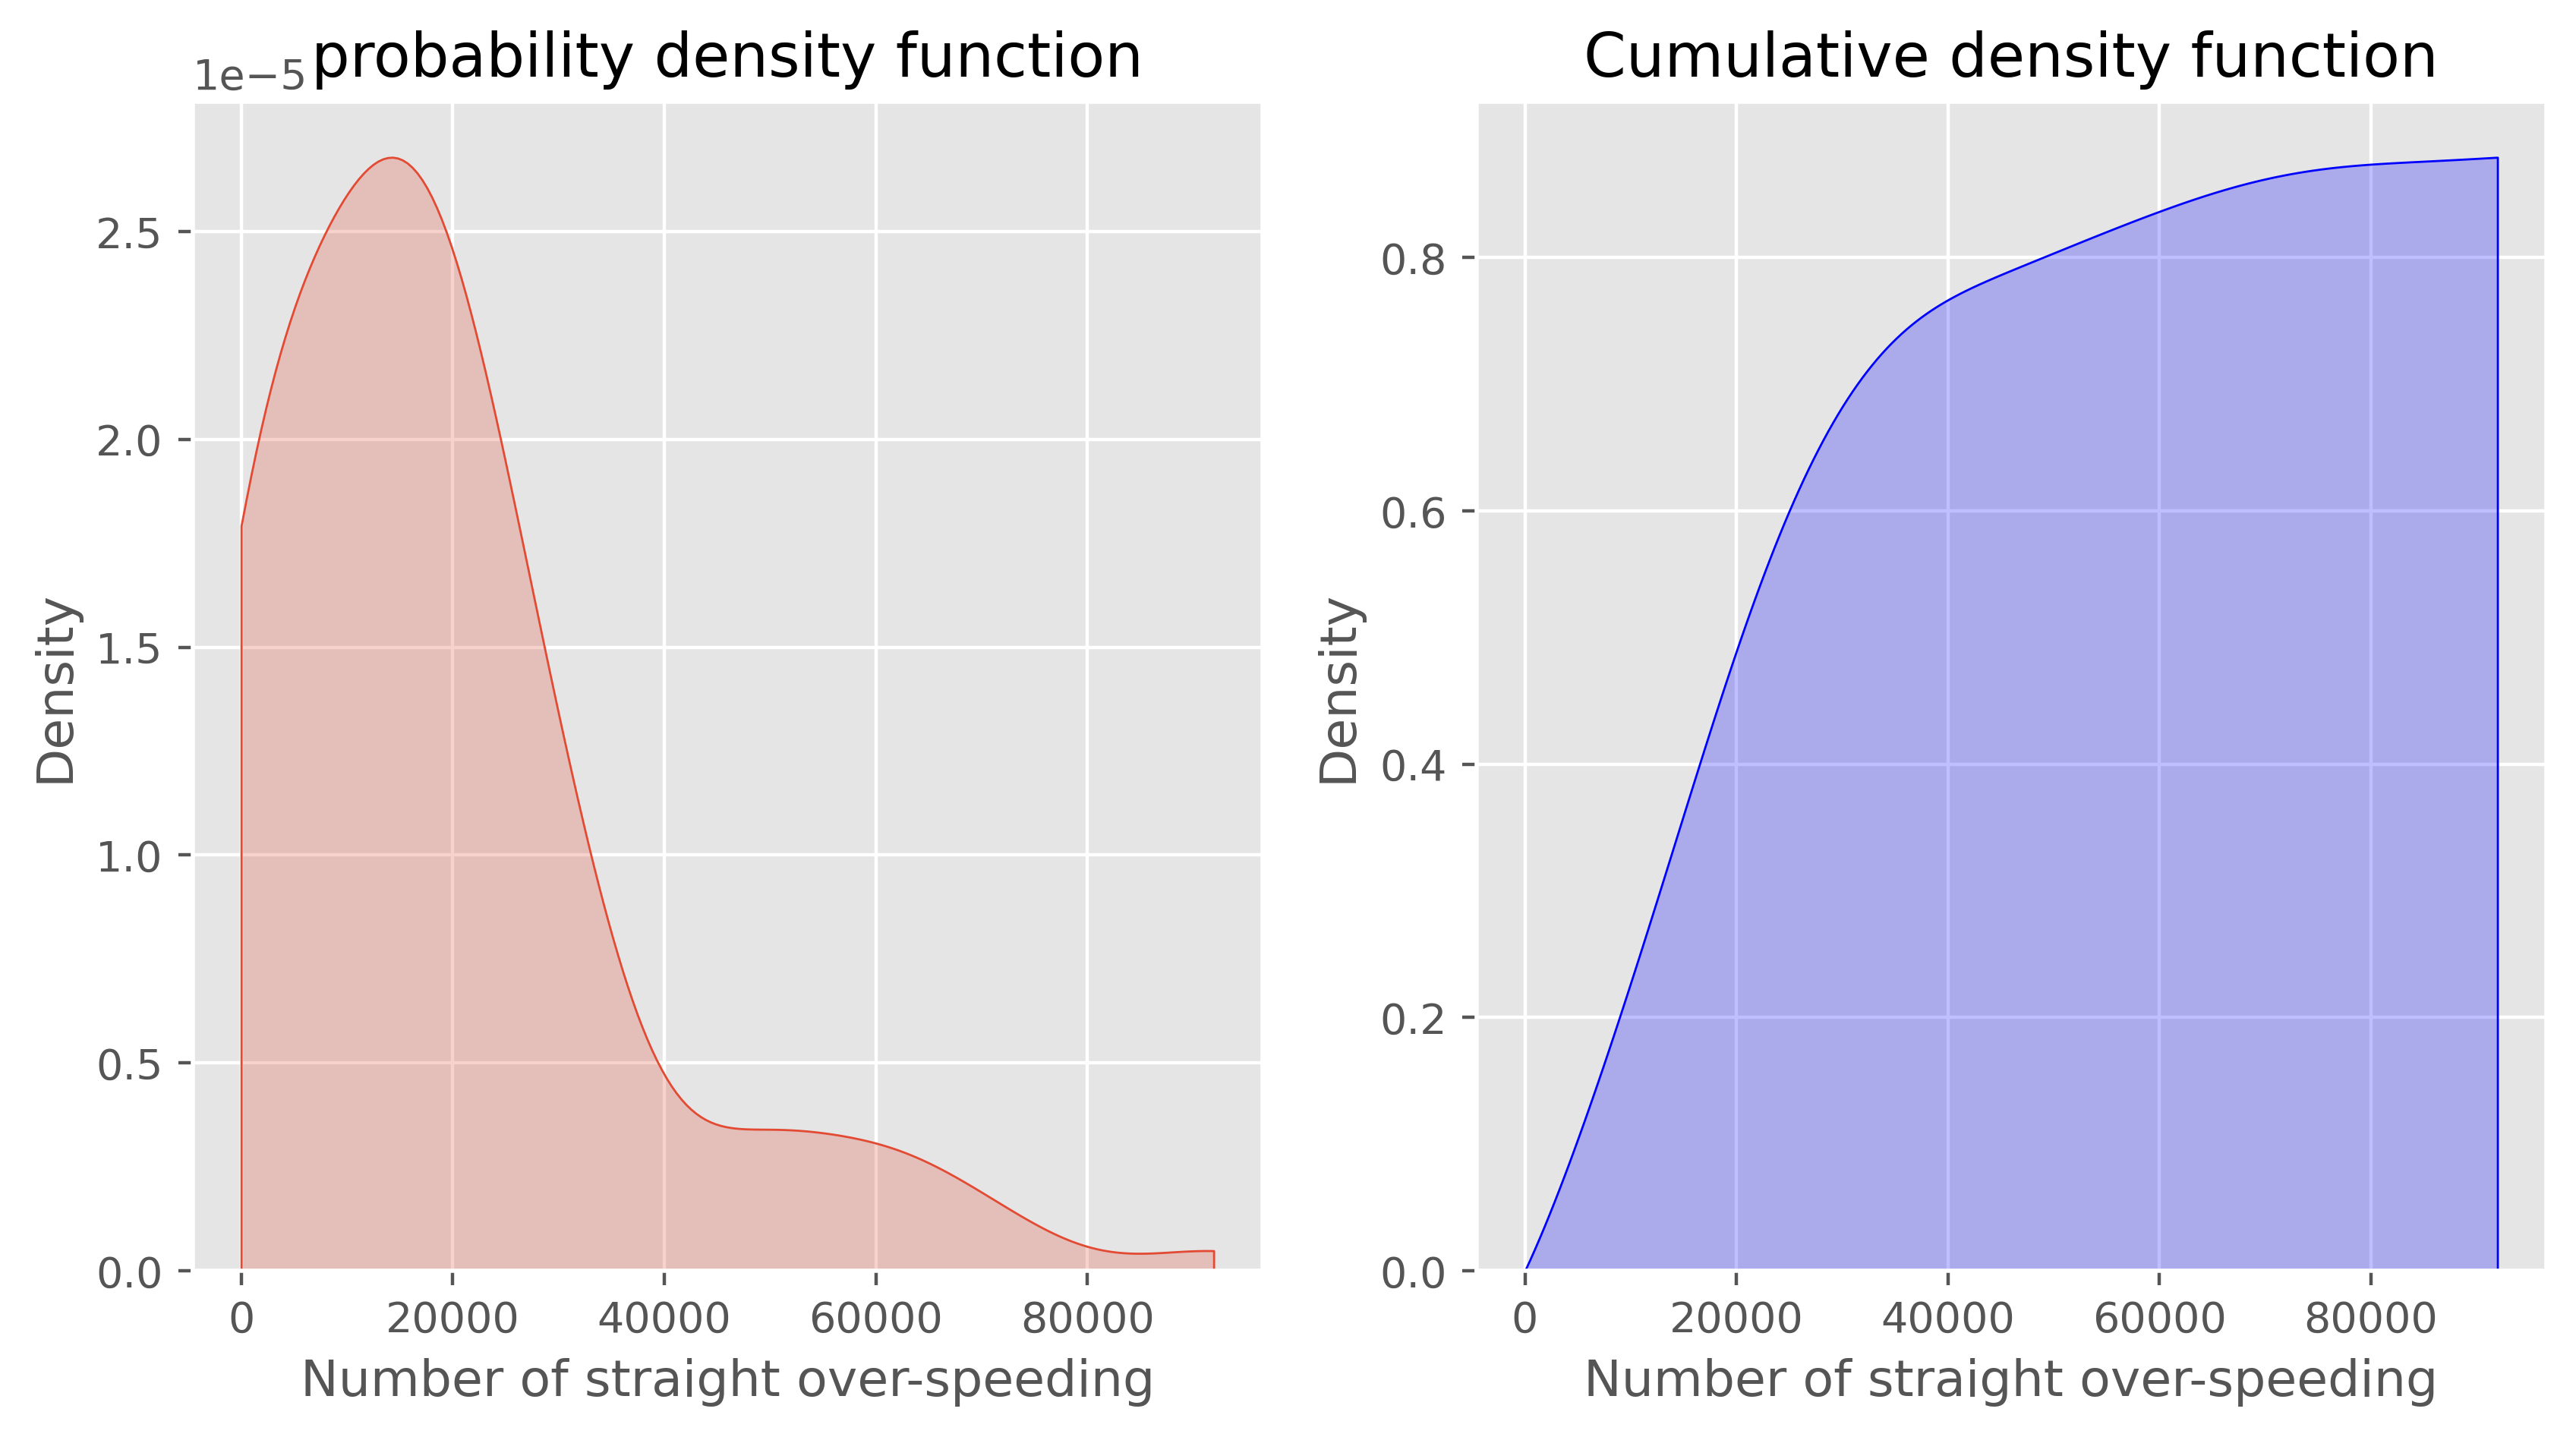 probability density function
1e−5
2.5
2.0
1.5
1.0
0.5
0.0
Density
0 20000 40000 60000 80000
Number of straight over-speeding
Cumulative density function
0.8
0.6
0.4
0.2
0.0
Density
0 20000 40000 60000 80000
Number of straight over-speeding